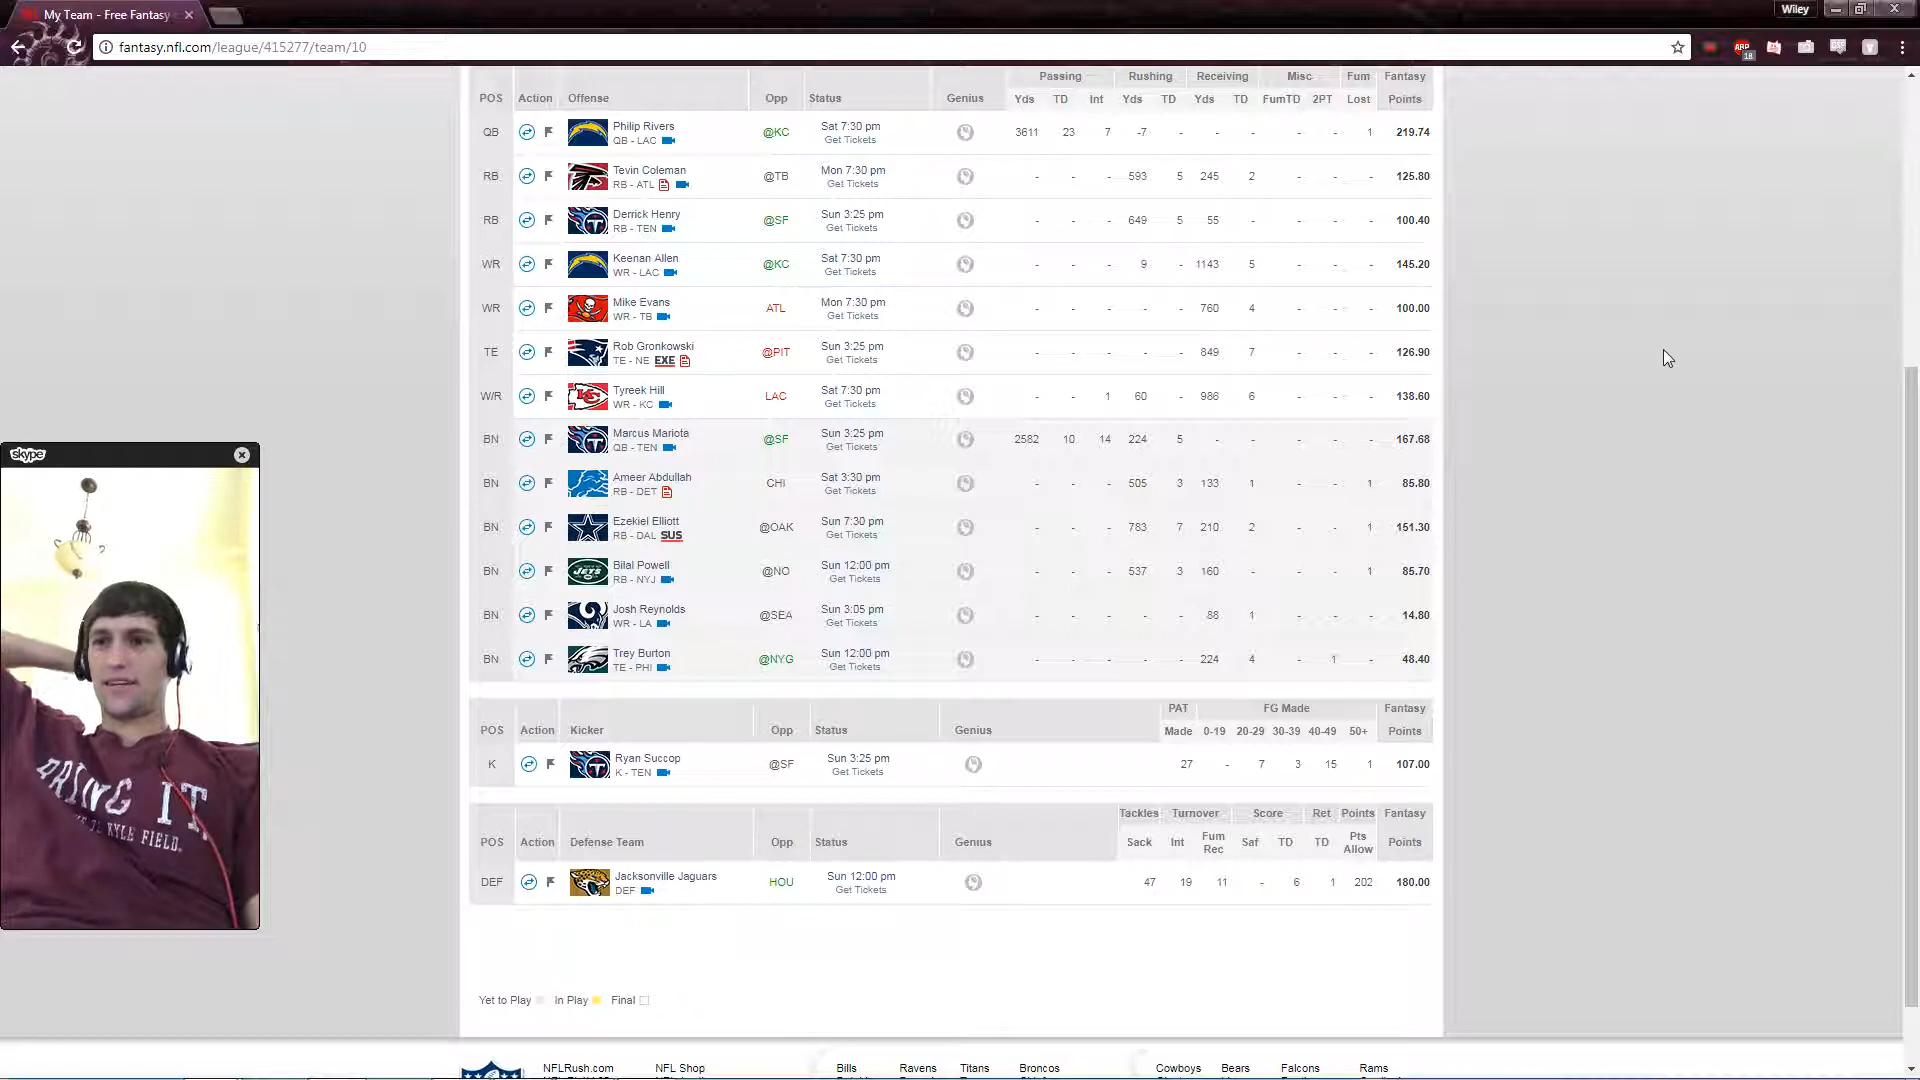 My Team - Free Fantasy
Wiley
fantasy.nfl.com/league/415277/team/10
ABP
18
Passing Rushing Receiving Misc Fum Fantasy
POS Action Offense Opp Status Genius Yds TD Int Yds TD Yds TD FumTD 2PT Lost Points
QB Philip Rivers @KC Sat 7:30 pm 3611 23 7 -7 - - - - - 1 219.74
QB - LAC Get Tickets
RB Tevin Coleman @TB Mon 7:30 pm - - - 593 5 245 2 - - - 125.80
RB - ATL Get Tickets
RB Derrick Henry @SF Sun 3:25 pm - - - 649 5 55 - - - - 100.40
RB - TEN Get Tickets
WR Keenan Allen @KC Sat 7:30 pm - - - 9 - 1143 5 - - - 145.20
WR - LAC Get Tickets
WR Mike Evans ATL Mon 7:30 pm - - - - - 760 4 - - - 100.00
WR - TB Get Tickets
TE Rob Gronkowski @PIT Sun 3:25 pm - - - - - 849 7 - - - 126.90
TE - NE EXE Get Tickets
W/R Tyreek Hill LAC Sat 7:30 pm - - 1 60 - 986 6 - - - 138.60
WR - KC Get Tickets
BN Marcus Mariota @SF Sun 3:25 pm 2582 10 14 224 5 - - - - - 167.68
QB - TEN Get Tickets
BN Ameer Abdullah CHI Sat 3:30 pm - - - 505 3 133 1 - - 1 85.80
RB - DET Get Tickets
BN Ezekiel Elliott @OAK Sun 7:30 pm - - - 783 7 210 2 - - 1 151.30
RB - DAL SUS Get Tickets
BN Bilal Powell @NO Sun 12:00 pm - - - 537 3 160 - - - 1 85.70
RB - NYJ Get Tickets
BN Josh Reynolds @SEA Sun 3:05 pm - - - - - 88 1 - - - 14.80
WR - LA Get Tickets
BN Trey Burton @NYG Sun 12:00 pm - - - - - 224 4 - 1 - 48.40
TE - PHI Get Tickets
PAT FG Made Fantasy
POS Action Kicker Opp Status Genius Made 0-19 20-29 30-39 40-49 50+ Points
K Ryan Succop @SF Sun 3:25 pm 27 - 7 3 15 1 107.00
K - TEN Get Tickets
Tackles Turnover Score Ret Points Fantasy
POS Action Defense Team Opp Status Genius Sack Int Fum Rec Saf TD TD Pts Allow Points
DEF Jacksonville Jaguars HOU Sun 12:00 pm 47 19 11 - 6 1 202 180.00
DEF Get Tickets
Yet to Play In Play Final
NFLRush.com NFL Shop Bills Ravens Titans Broncos Cowboys Bears Falcons Rams
skype
BRING IT
KYLE FIELD.
JETS